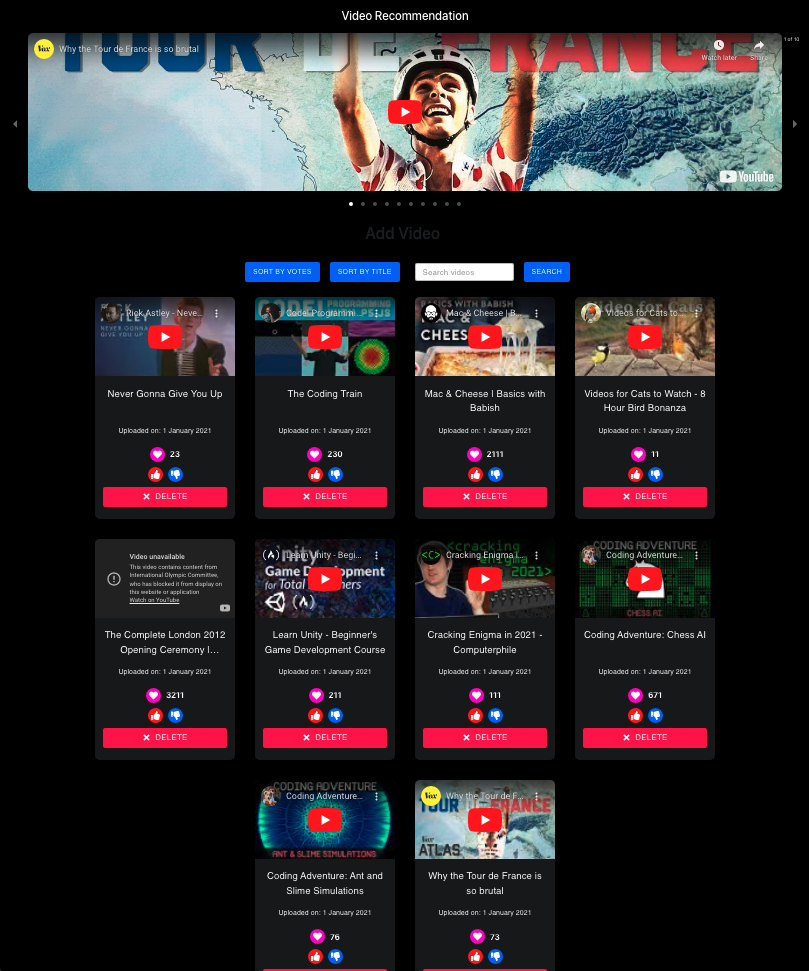 Video Recommendation
TOUR DE FRANCE
Vox
Why the Tour de France is so brutal
Watch later
Share
1 of 10
YouTube
Add Video
SORT BY VOTES
SORT BY TITLE
Search videos
SEARCH
Rick Astley - Neve...
NEVER GONNA
GIVE YOU UP
Never Gonna Give You Up
Uploaded on: 1 January 2021
23
DELETE
PROGRAMMING
The Coding Train
Uploaded on: 1 January 2021
230
DELETE
BASICS WITH BABISH
Mac & Cheese | B...
CHEESE
Mac & Cheese | Basics with
Babish
Uploaded on: 1 January 2021
2111
DELETE
Video for Cats
Videos for Cats to...
Videos for Cats to Watch - 8
Hour Bird Bonanza
Uploaded on: 1 January 2021
11
DELETE
Video unavailable
This video contains content from
International Olympic Committee,
who has blocked it from display on
this website or application
Watch on YouTube
The Complete London 2012
Opening Ceremony |...
Uploaded on: 1 January 2021
3211
DELETE
unity
Learn Unity - Begi...
Game Development
for Total Beginners
Learn Unity - Beginner's
Game Development Course
Uploaded on: 1 January 2021
211
DELETE
<cracking
<C>
Cracking Enigma i...
enigma
2021>
Cracking Enigma in 2021 -
Computerphile
Uploaded on: 1 January 2021
111
DELETE
CODING ADVENTURE
Coding Adventure...
CHESS AI
Coding Adventure: Chess AI
Uploaded on: 1 January 2021
671
DELETE
CODING ADVENTURE
Coding Adventure...
ANT & SLIME SIMULATIONS
Coding Adventure: Ant and
Slime Simulations
Uploaded on: 1 January 2021
76
Vox
Why the Tour de F...
TOUR DE FRANCE
Vox
ATLAS
Why the Tour de France is
so brutal
Uploaded on: 1 January 2021
73